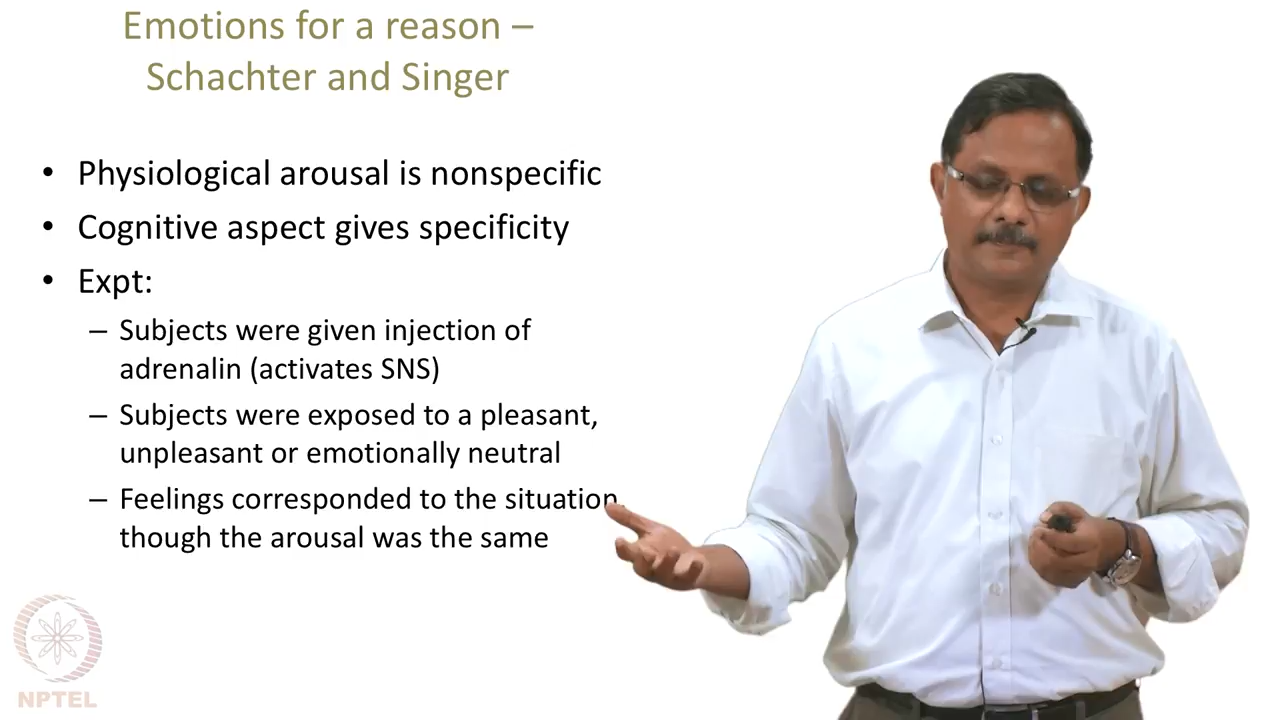 Emotions for a reason –
Schachter and Singer
• Physiological arousal is nonspecific
• Cognitive aspect gives specificity
• Expt:
– Subjects were given injection of
adrenalin (activates SNS)
– Subjects were exposed to a pleasant,
unpleasant or emotionally neutral
– Feelings corresponded to the situation
though the arousal was the same
NPTEL